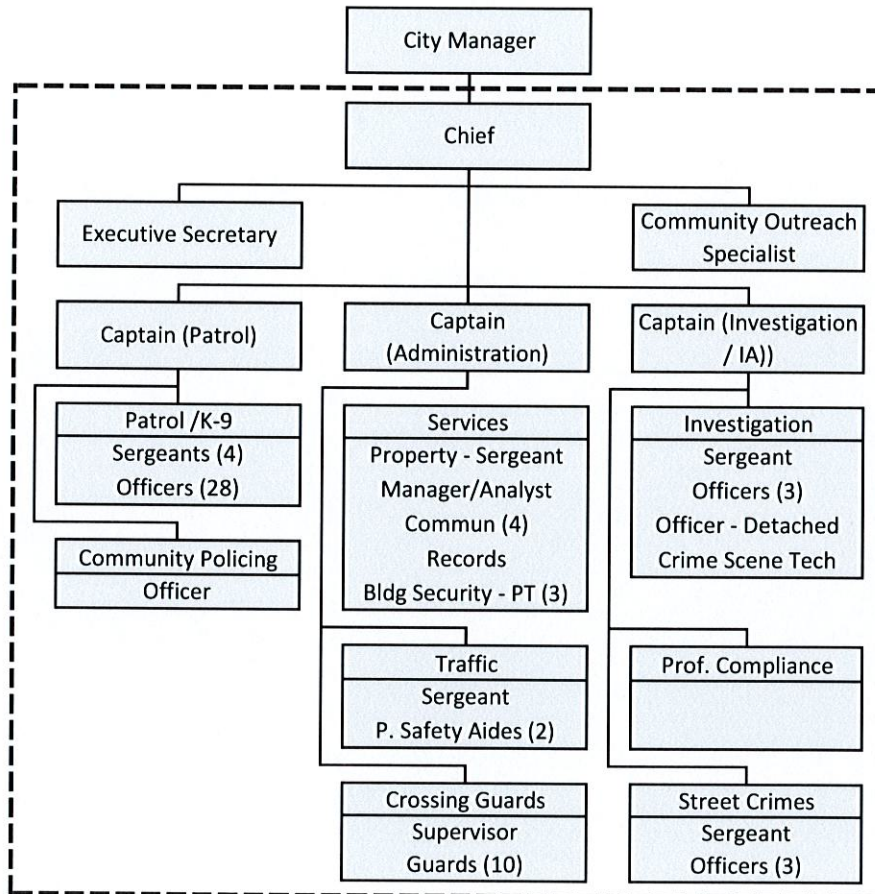 City Manager
Chief
Executive Secretary
Community Outreach
Specialist
Captain (Patrol)
Captain
(Administration)
Captain (Investigation
/ IA))
Patrol /K-9
Sergeants (4)
Officers (28)
Community Policing
Officer
Services
Property - Sergeant
Manager/Analyst
Commun (4)
Records
Bldg Security - PT (3)
Traffic
Sergeant
P. Safety Aides (2)
Crossing Guards
Supervisor
Guards (10)
Investigation
Sergeant
Officers (3)
Officer - Detached
Crime Scene Tech
Prof. Compliance
Street Crimes
Sergeant
Officers (3)